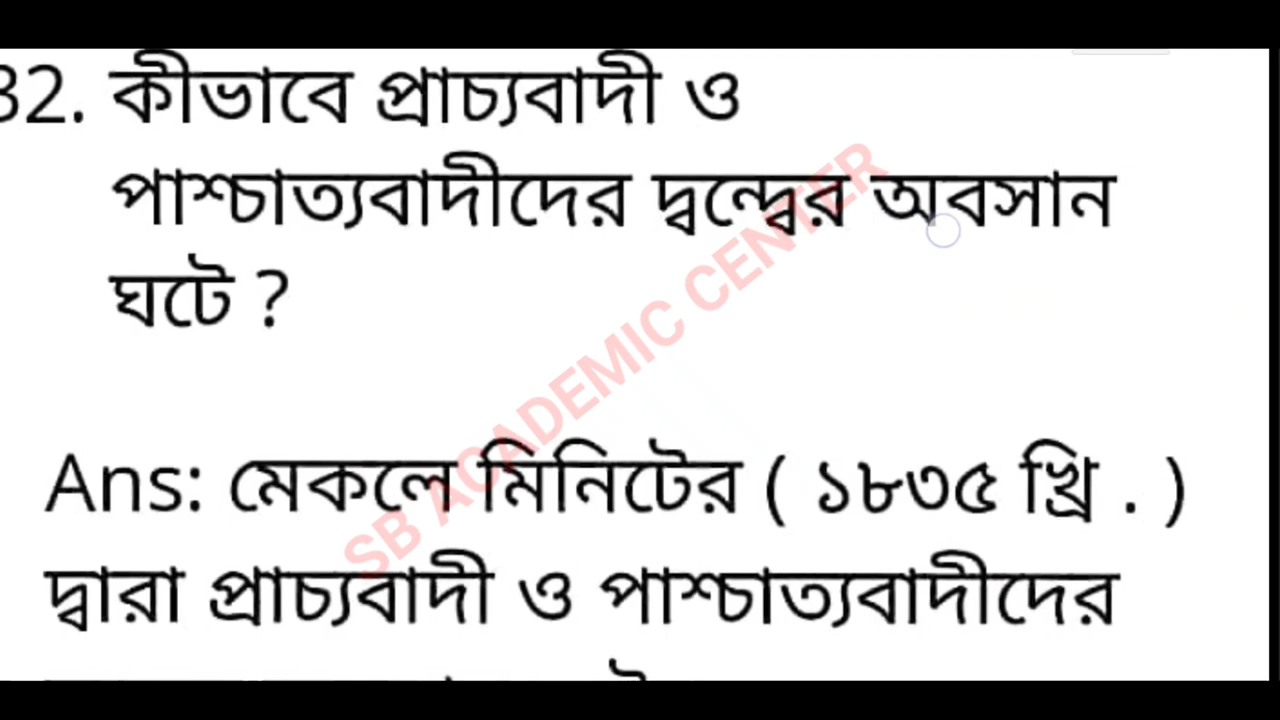 32. কীভাবে প্রাচ্যবাদী ও
পাশ্চাত্যবাদীদের দ্বন্দ্বের অবসান
ঘটে ?
SB ACADEMIC CENTER
Ans: মেকলে মিনিটের ( ১৮৩৫ খ্রি . )
দ্বারা প্রাচ্যবাদী ও পাশ্চাত্যবাদীদের